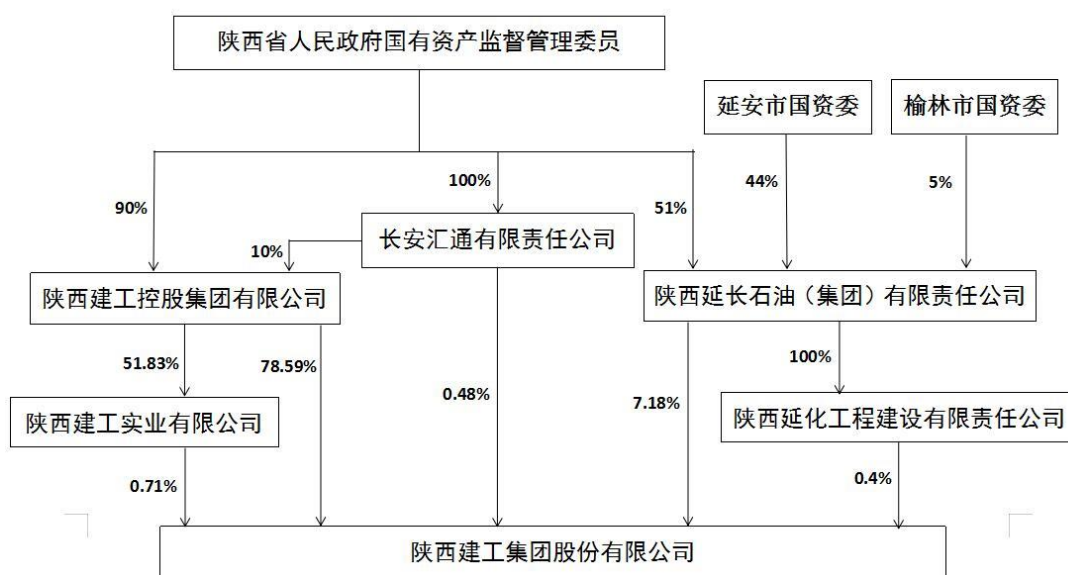 陕西省人民政府国有资产监督管理委员
延安市国资委
榆林市国资委
90%
100%
51%
44%
5%
长安汇通有限责任公司
10%
陕西建工控股集团有限公司
陕西延长石油（集团）有限责任公司
51.83%
78.59%
0.48%
7.18%
100%
陕西建工实业有限公司
陕西延化工程建设有限责任公司
0.71%
0.4%
陕西建工集团股份有限公司